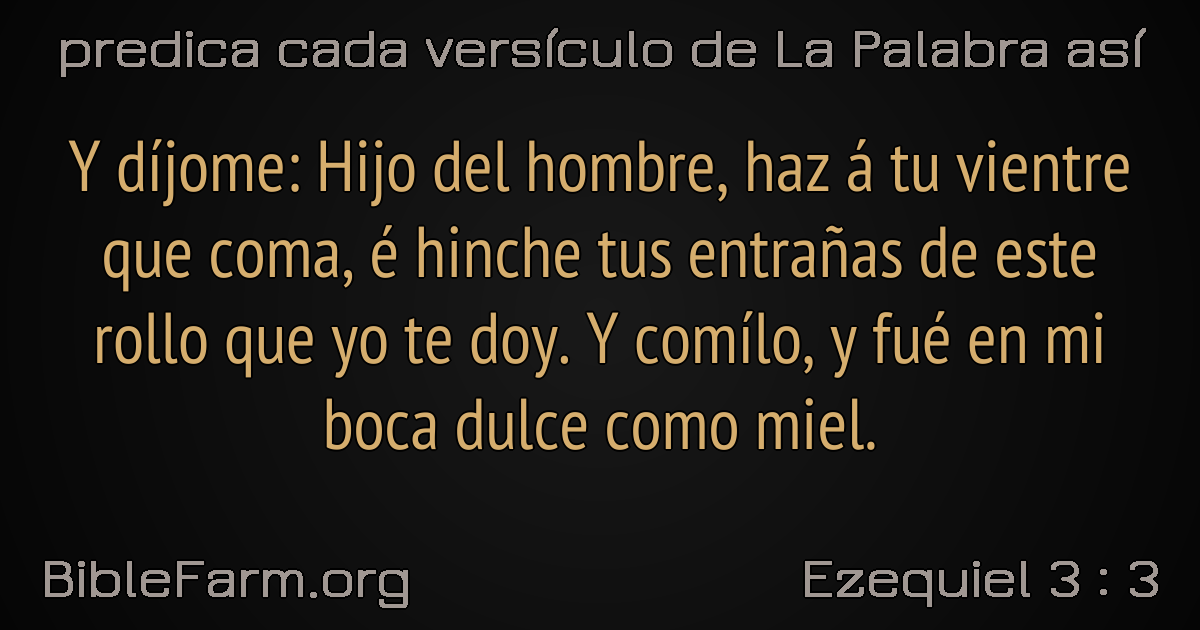 predica cada versículo de La Palabra así
Y díjome: Hijo del hombre, haz á tu vientre
que coma, é hinche tus entrañas de este
rollo que yo te doy. Y comílo, y fué en mi
boca dulce como miel.
BibleFarm.org
Ezequiel 3 : 3